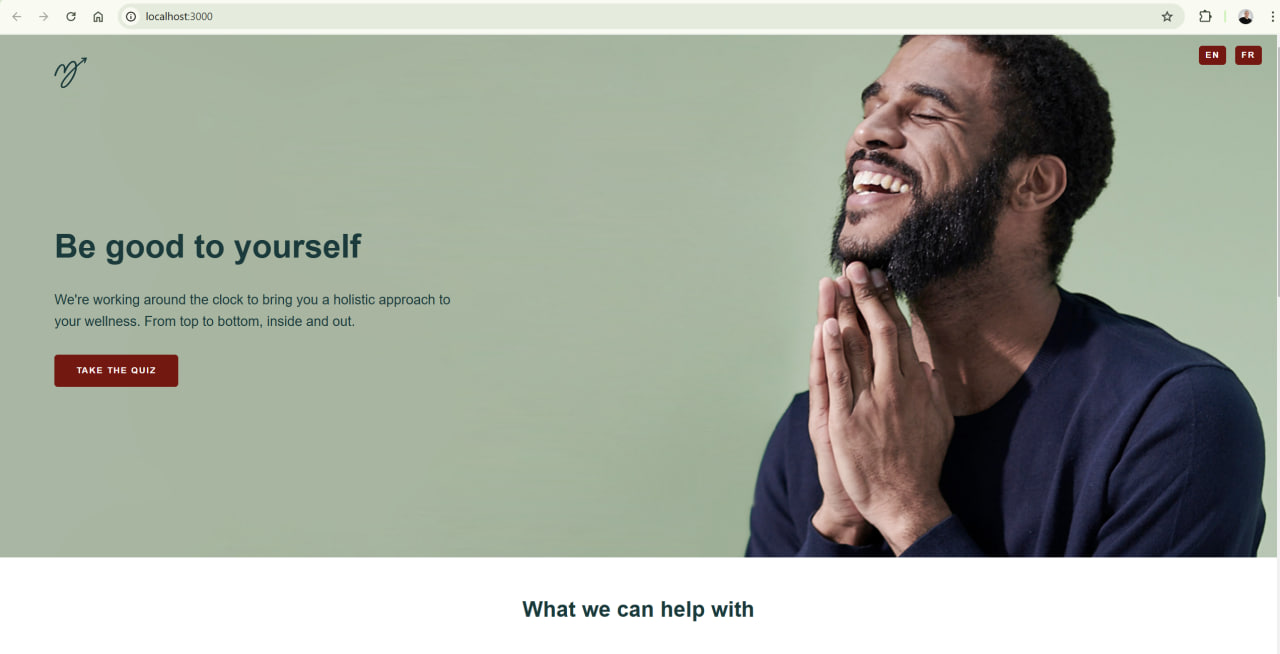 localhost:3000
EN FR
Be good to yourself
We're working around the clock to bring you a holistic approach to
your wellness. From top to bottom, inside and out.
TAKE THE QUIZ
What we can help with